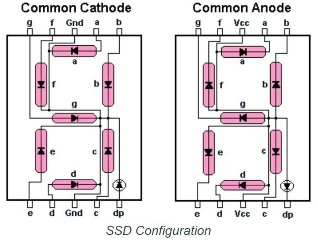 Common Cathode
Common Anode
g f Gnd a b
g f Vcc a b
a
a
f b
f b
g
g
e c
e c
d
d
e d Gnd c dp
e d Vcc c dp
SSD Configuration